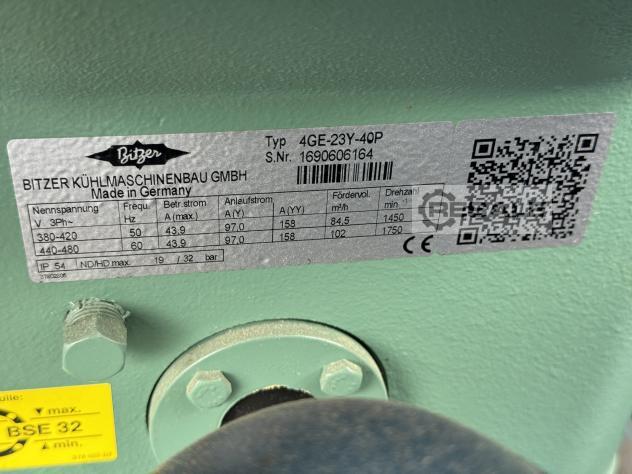 Bitzer
Typ 4GE-23Y-40P
S.Nr. 1690606164
BITZER KÜHLMASCHINENBAU GMBH
Made in Germany
Nennspannung Frequ. Betr.strom Anlaufstrom Fördervol. Drehzahl
V 3Ph~ Hz A (max.) A (Y) A (YY) m³/h min
380-420 50 43.9 97.0 158 84,5 1450
440-480 60 43.9 97.0 158 102 1750
IP 54 ND/HD max. 19 / 32 bar
CE
max.
BSE 32
min.